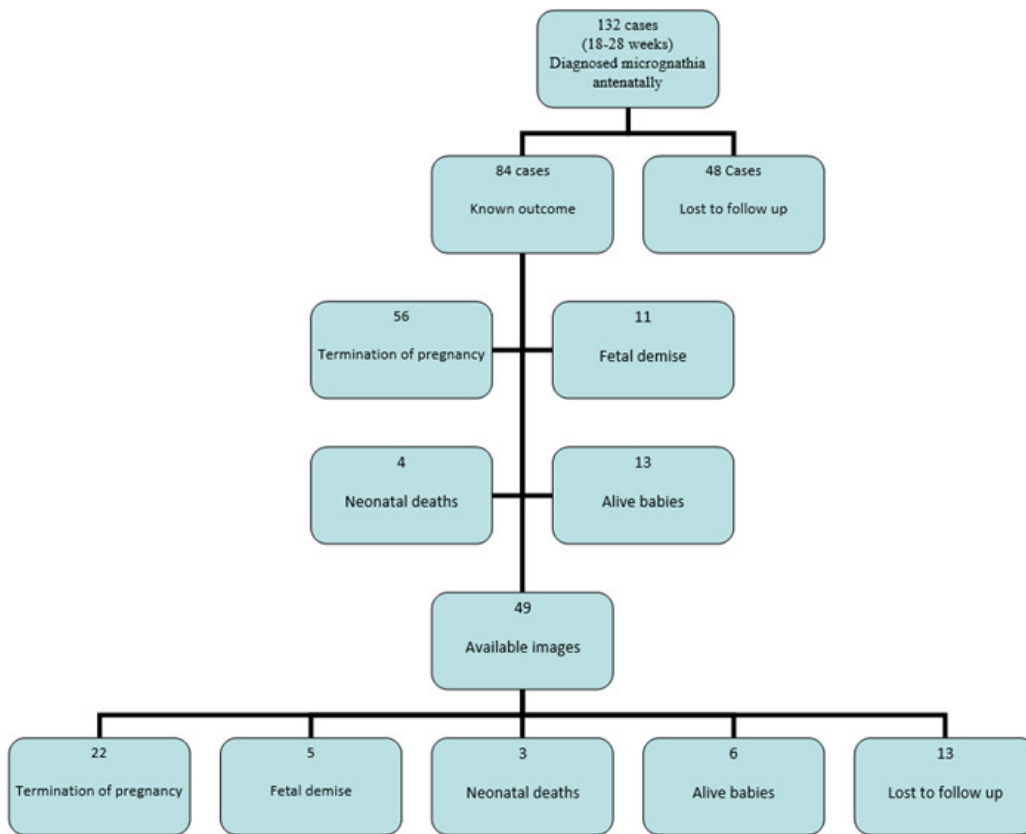 132 cases
(18-28 weeks)
Diagnosed micrognathia
antenatally
84 cases
Known outcome
48 Cases
Lost to follow up
56
Termination of pregnancy
11
Fetal demise
4
Neonatal deaths
13
Alive babies
49
Available images
22
Termination of pregnancy
5
Fetal demise
3
Neonatal deaths
6
Alive babies
13
Lost to follow up